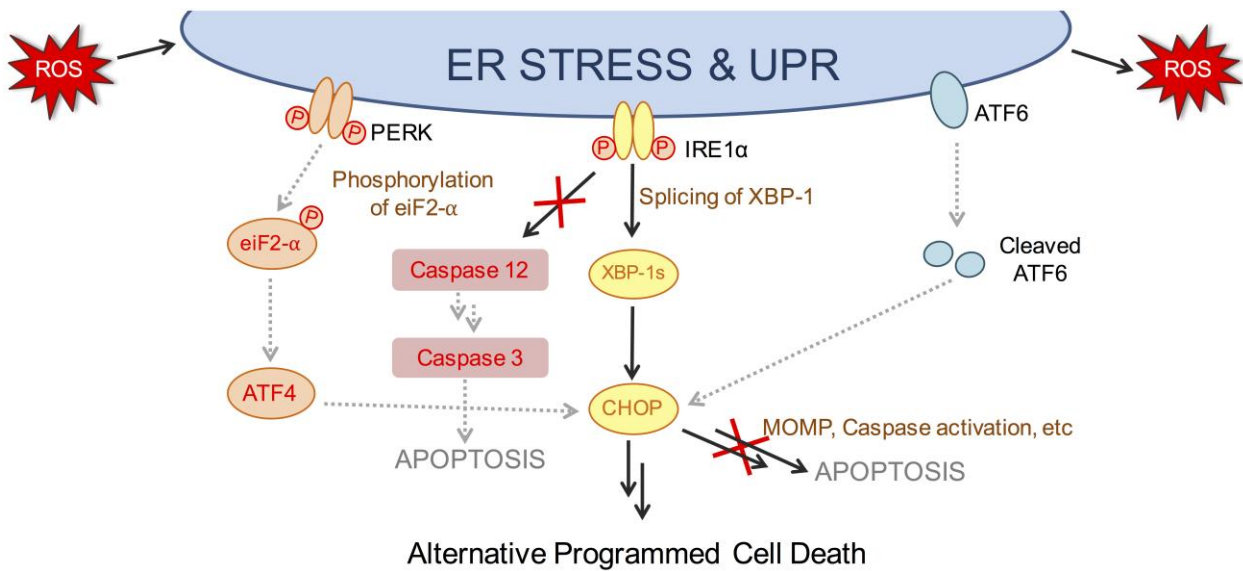 ROS
ER STRESS & UPR
ROS
P
P
PERK
P
P
IRE1α
ATF6
Phosphorylation
of eiF2-α
Splicing of XBP-1
P
eiF2-α
Caspase 12
XBP-1s
Cleaved
ATF6
Caspase 3
ATF4
CHOP
MOMP, Caspase activation, etc
APOPTOSIS
APOPTOSIS
Alternative Programmed Cell Death